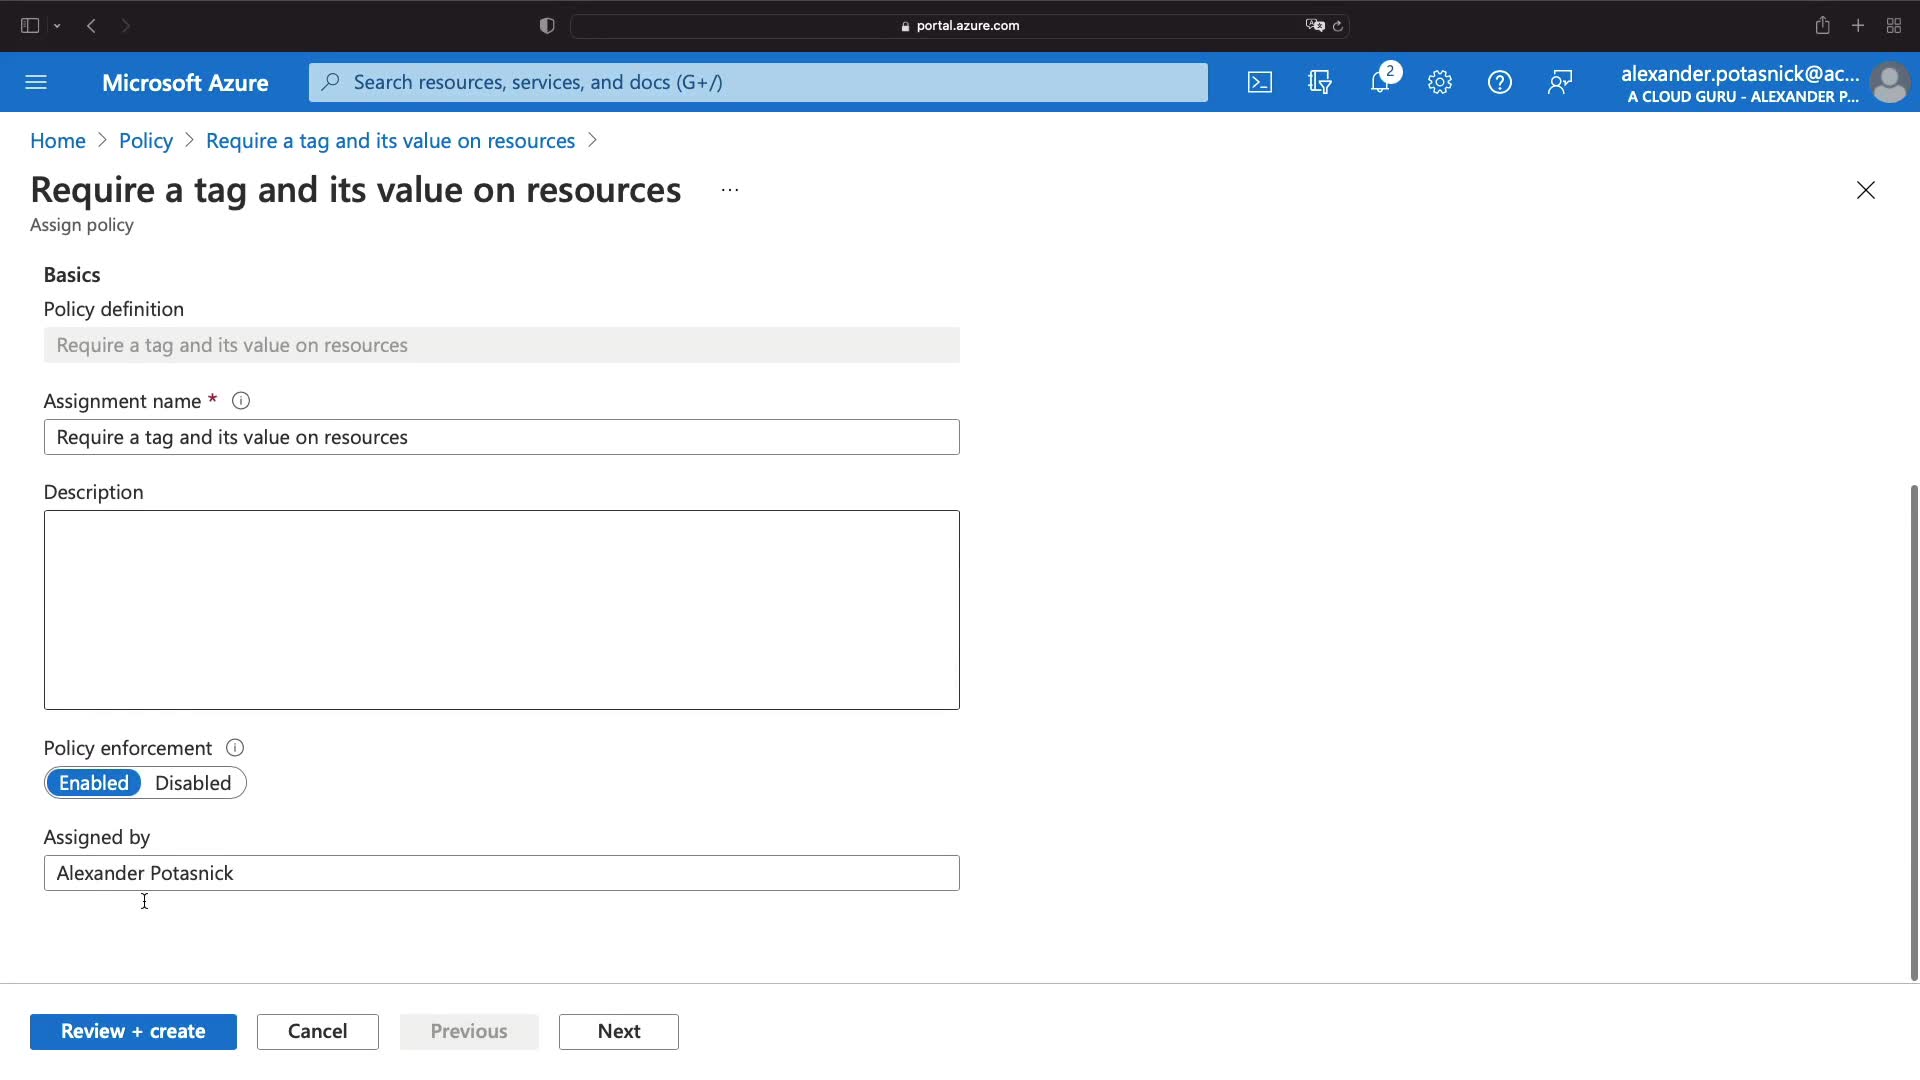 portal.azure.com
Microsoft Azure
Search resources, services, and docs (G+/)
2
alexander.potasnick@ac...
A CLOUD GURU - ALEXANDER P...
Home > Policy > Require a tag and its value on resources >
Require a tag and its value on resources ...
Assign policy
Basics
Policy definition
Require a tag and its value on resources
Assignment name *
Require a tag and its value on resources
Description
Policy enforcement
Enabled Disabled
Assigned by
Alexander Potasnick
Review + create Cancel Previous Next